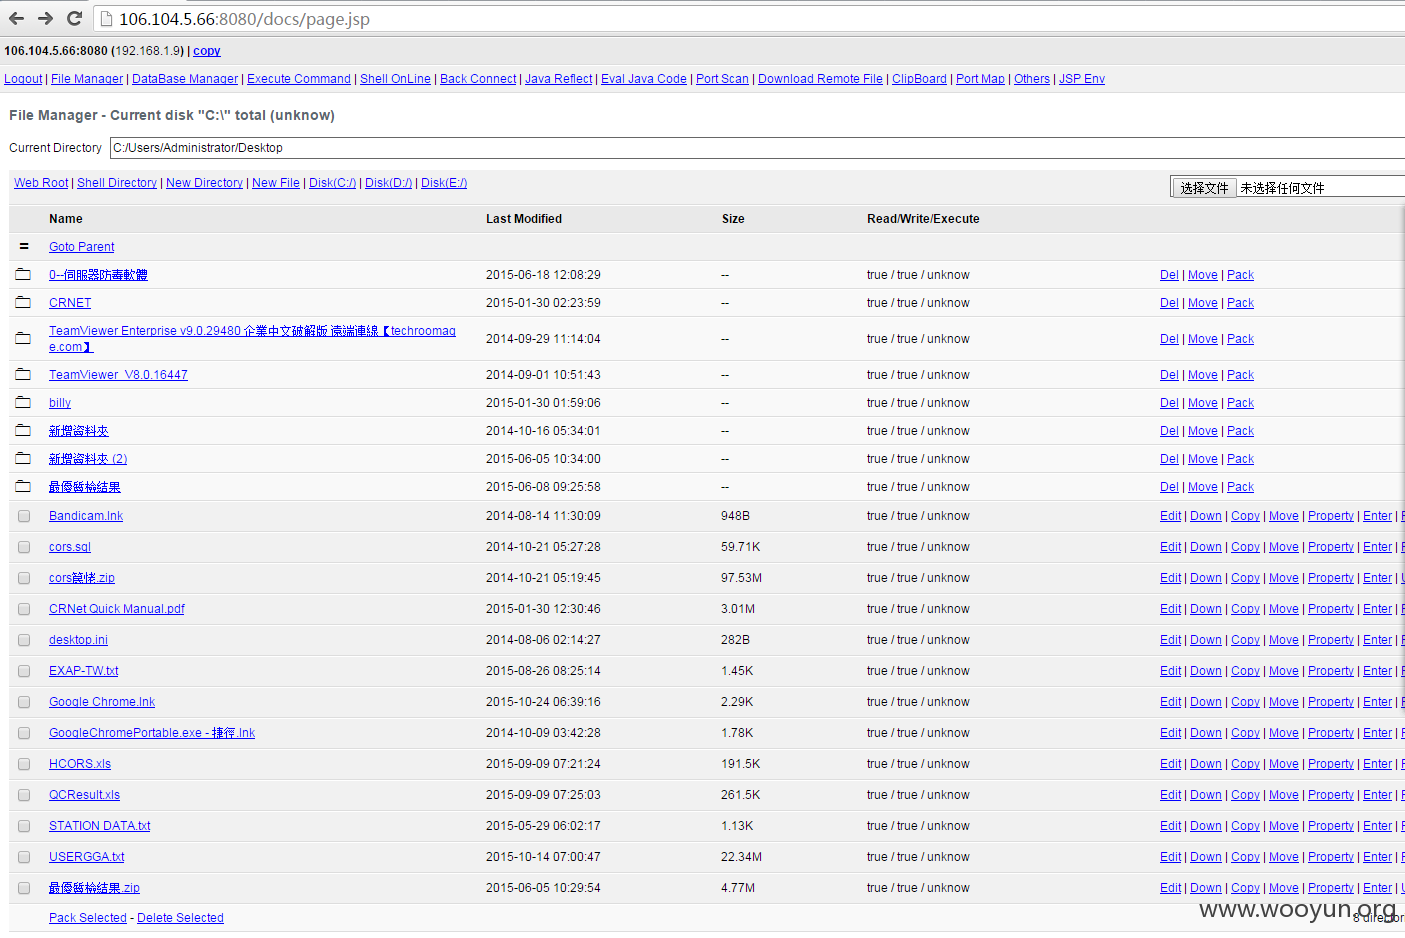 106.104.5.66:8080/docs/page.jsp
106.104.5.66:8080 (192.168.1.9) | copy
Logout | File Manager | DataBase Manager | Execute Command | Shell OnLine | Back Connect | Java Reflect | Eval Java Code | Port Scan | Download Remote File | ClipBoard | Port Map | Others | JSP Env
File Manager - Current disk "C:\" total (unknow)
Current Directory C:/Users/Administrator/Desktop
Web Root | Shell Directory | New Directory | New File | Disk(C:/) | Disk(D:/) | Disk(E:/) 选择文件 未选择任何文件
Name Last Modified Size Read/Write/Execute
= Goto Parent
0--伺服器防毒軟體 2015-06-18 12:08:29 -- true / true / unknow Del | Move | Pack
CRNET 2015-01-30 02:23:59 -- true / true / unknow Del | Move | Pack
TeamViewer Enterprise v9.0.29480 企業中文破解版 遠端連線【techroomage.com】 2014-09-29 11:14:04 -- true / true / unknow Del | Move | Pack
TeamViewer_V8.0.16447 2014-09-01 10:51:43 -- true / true / unknow Del | Move | Pack
billy 2015-01-30 01:59:06 -- true / true / unknow Del | Move | Pack
新增資料夾 2014-10-16 05:34:01 -- true / true / unknow Del | Move | Pack
新增資料夾 (2) 2015-06-05 10:34:00 -- true / true / unknow Del | Move | Pack
最優質檢结果 2015-06-08 09:25:58 -- true / true / unknow Del | Move | Pack
Bandicam.lnk 2014-08-14 11:30:09 948B true / true / unknow Edit | Down | Copy | Move | Property | Enter |
cors.sql 2014-10-21 05:27:28 59.71K true / true / unknow Edit | Down | Copy | Move | Property | Enter |
cors.zip 2014-10-21 05:19:45 97.53M true / true / unknow Edit | Down | Copy | Move | Property | Enter |
CRNet Quick Manual.pdf 2015-01-30 12:30:46 3.01M true / true / unknow Edit | Down | Copy | Move | Property | Enter |
desktop.ini 2014-08-06 02:14:27 282B true / true / unknow Edit | Down | Copy | Move | Property | Enter |
EXAP-TW.txt 2015-08-26 08:25:14 1.45K true / true / unknow Edit | Down | Copy | Move | Property | Enter |
Google Chrome.lnk 2015-10-24 06:39:16 2.29K true / true / unknow Edit | Down | Copy | Move | Property | Enter |
GoogleChromePortable.exe - 捷徑.lnk 2014-10-09 03:42:28 1.78K true / true / unknow Edit | Down | Copy | Move | Property | Enter |
HCORS.xls 2015-09-09 07:21:24 191.5K true / true / unknow Edit | Down | Copy | Move | Property | Enter |
QCResult.xls 2015-09-09 07:25:03 261.5K true / true / unknow Edit | Down | Copy | Move | Property | Enter |
STATION DATA.txt 2015-05-29 06:02:17 1.13K true / true / unknow Edit | Down | Copy | Move | Property | Enter |
USERGGA.txt 2015-10-14 07:00:47 22.34M true / true / unknow Edit | Down | Copy | Move | Property | Enter |
最優質檢结果.zip 2015-06-05 10:29:54 4.77M true / true / unknow Edit | Down | Copy | Move | Property | Enter |
Pack Selected - Delete Selected 8 director
www.wooyun.org